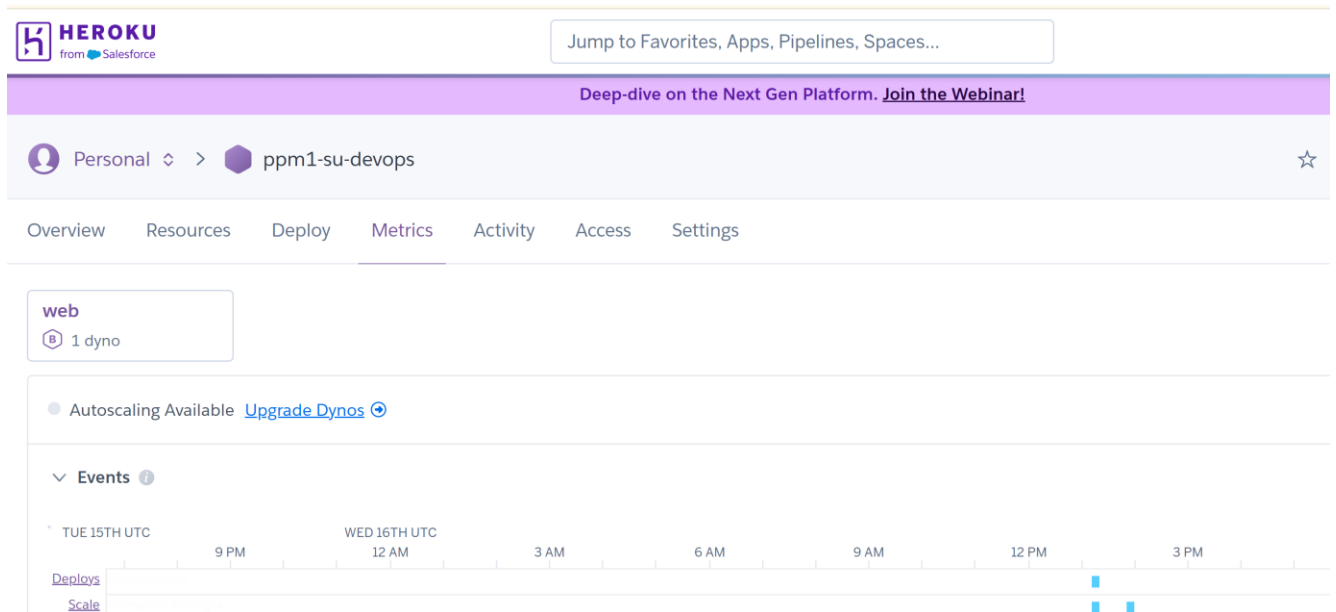 HEROKU
from Salesforce
Jump to Favorites, Apps, Pipelines, Spaces...
Deep-dive on the Next Gen Platform. Join the Webinar!
Personal > ppm1-su-devops
Overview Resources Deploy Metrics Activity Access Settings
web
B 1 dyno
Autoscaling Available Upgrade Dynos
Events i
TUE 15TH UTC WED 16TH UTC
9 PM 12 AM 3 AM 6 AM 9 AM 12 PM 3 PM
Deploys
Scale